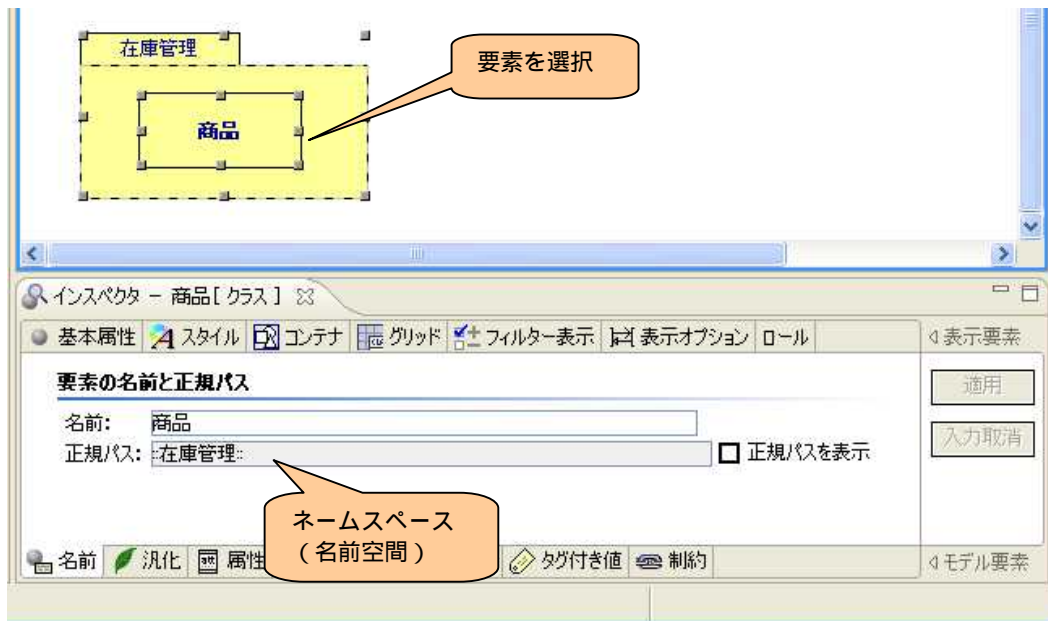 在庫管理
商品
要素を選択
インスペクタ - 商品[ クラス ]
基本属性 スタイル コンテナ グリッド フィルター表示 表示オプション ロール 表示要素
要素の名前と正規パス
適用
名前: 商品
入力取消
正規パス: ::在庫管理:: 正規パスを表示
ネームスペース
(名前空間)
名前 汎化 属性 タグ付き値 制約 モデル要素